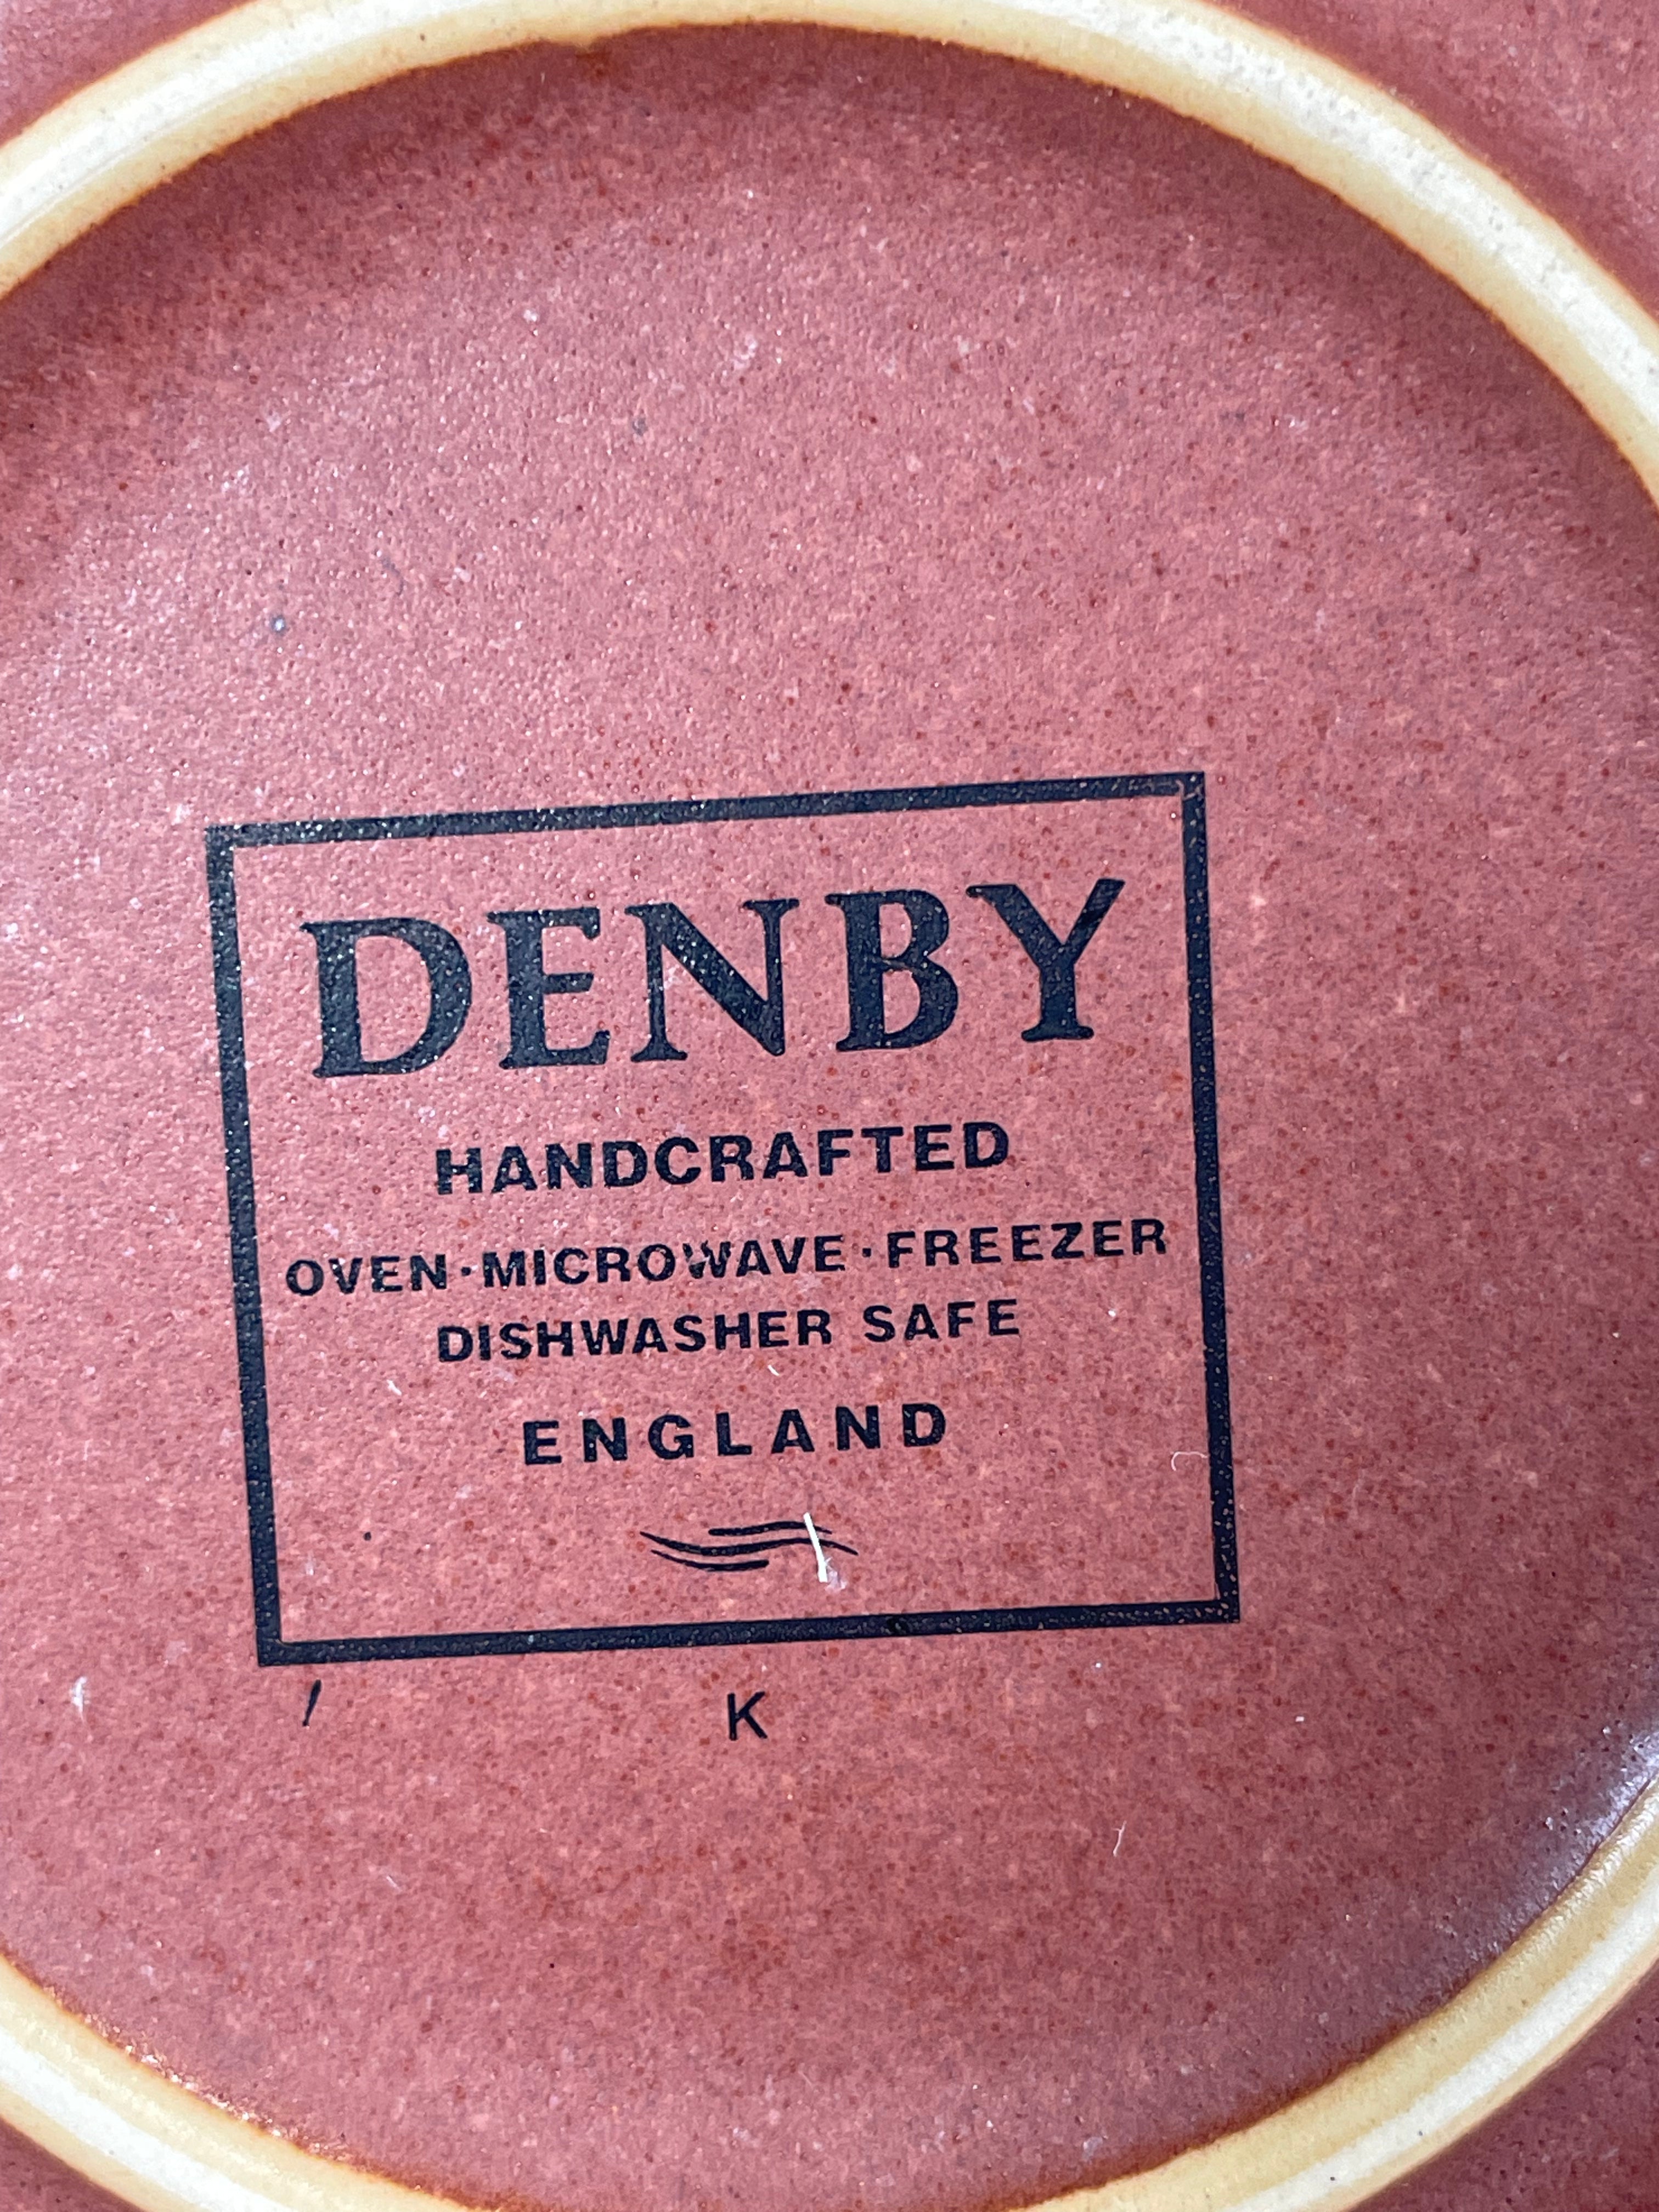 DENBY
HANDCRAFTED
OVEN·MICROWAVE·FREEZER
DISHWASHER SAFE
ENGLAND
K